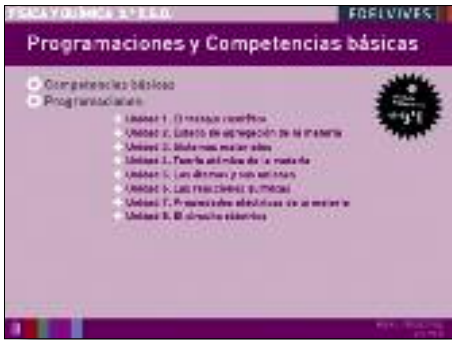 FÍSICA Y QUÍMICA 3.º E.S.O.
EDELVIVES
Programaciones y Competencias básicas
Competencias básicas
Programaciones
Unidad 1. El trabajo científico
Unidad 2. Estado de agregación de la materia
Unidad 3. Sistemas materiales
Unidad 4. Teoría atómica de la materia
Unidad 5. Los átomos y sus uniones
Unidad 6. Las reacciones químicas
Unidad 7. Propiedades eléctricas de la materia
Unidad 8. El circuito eléctrico